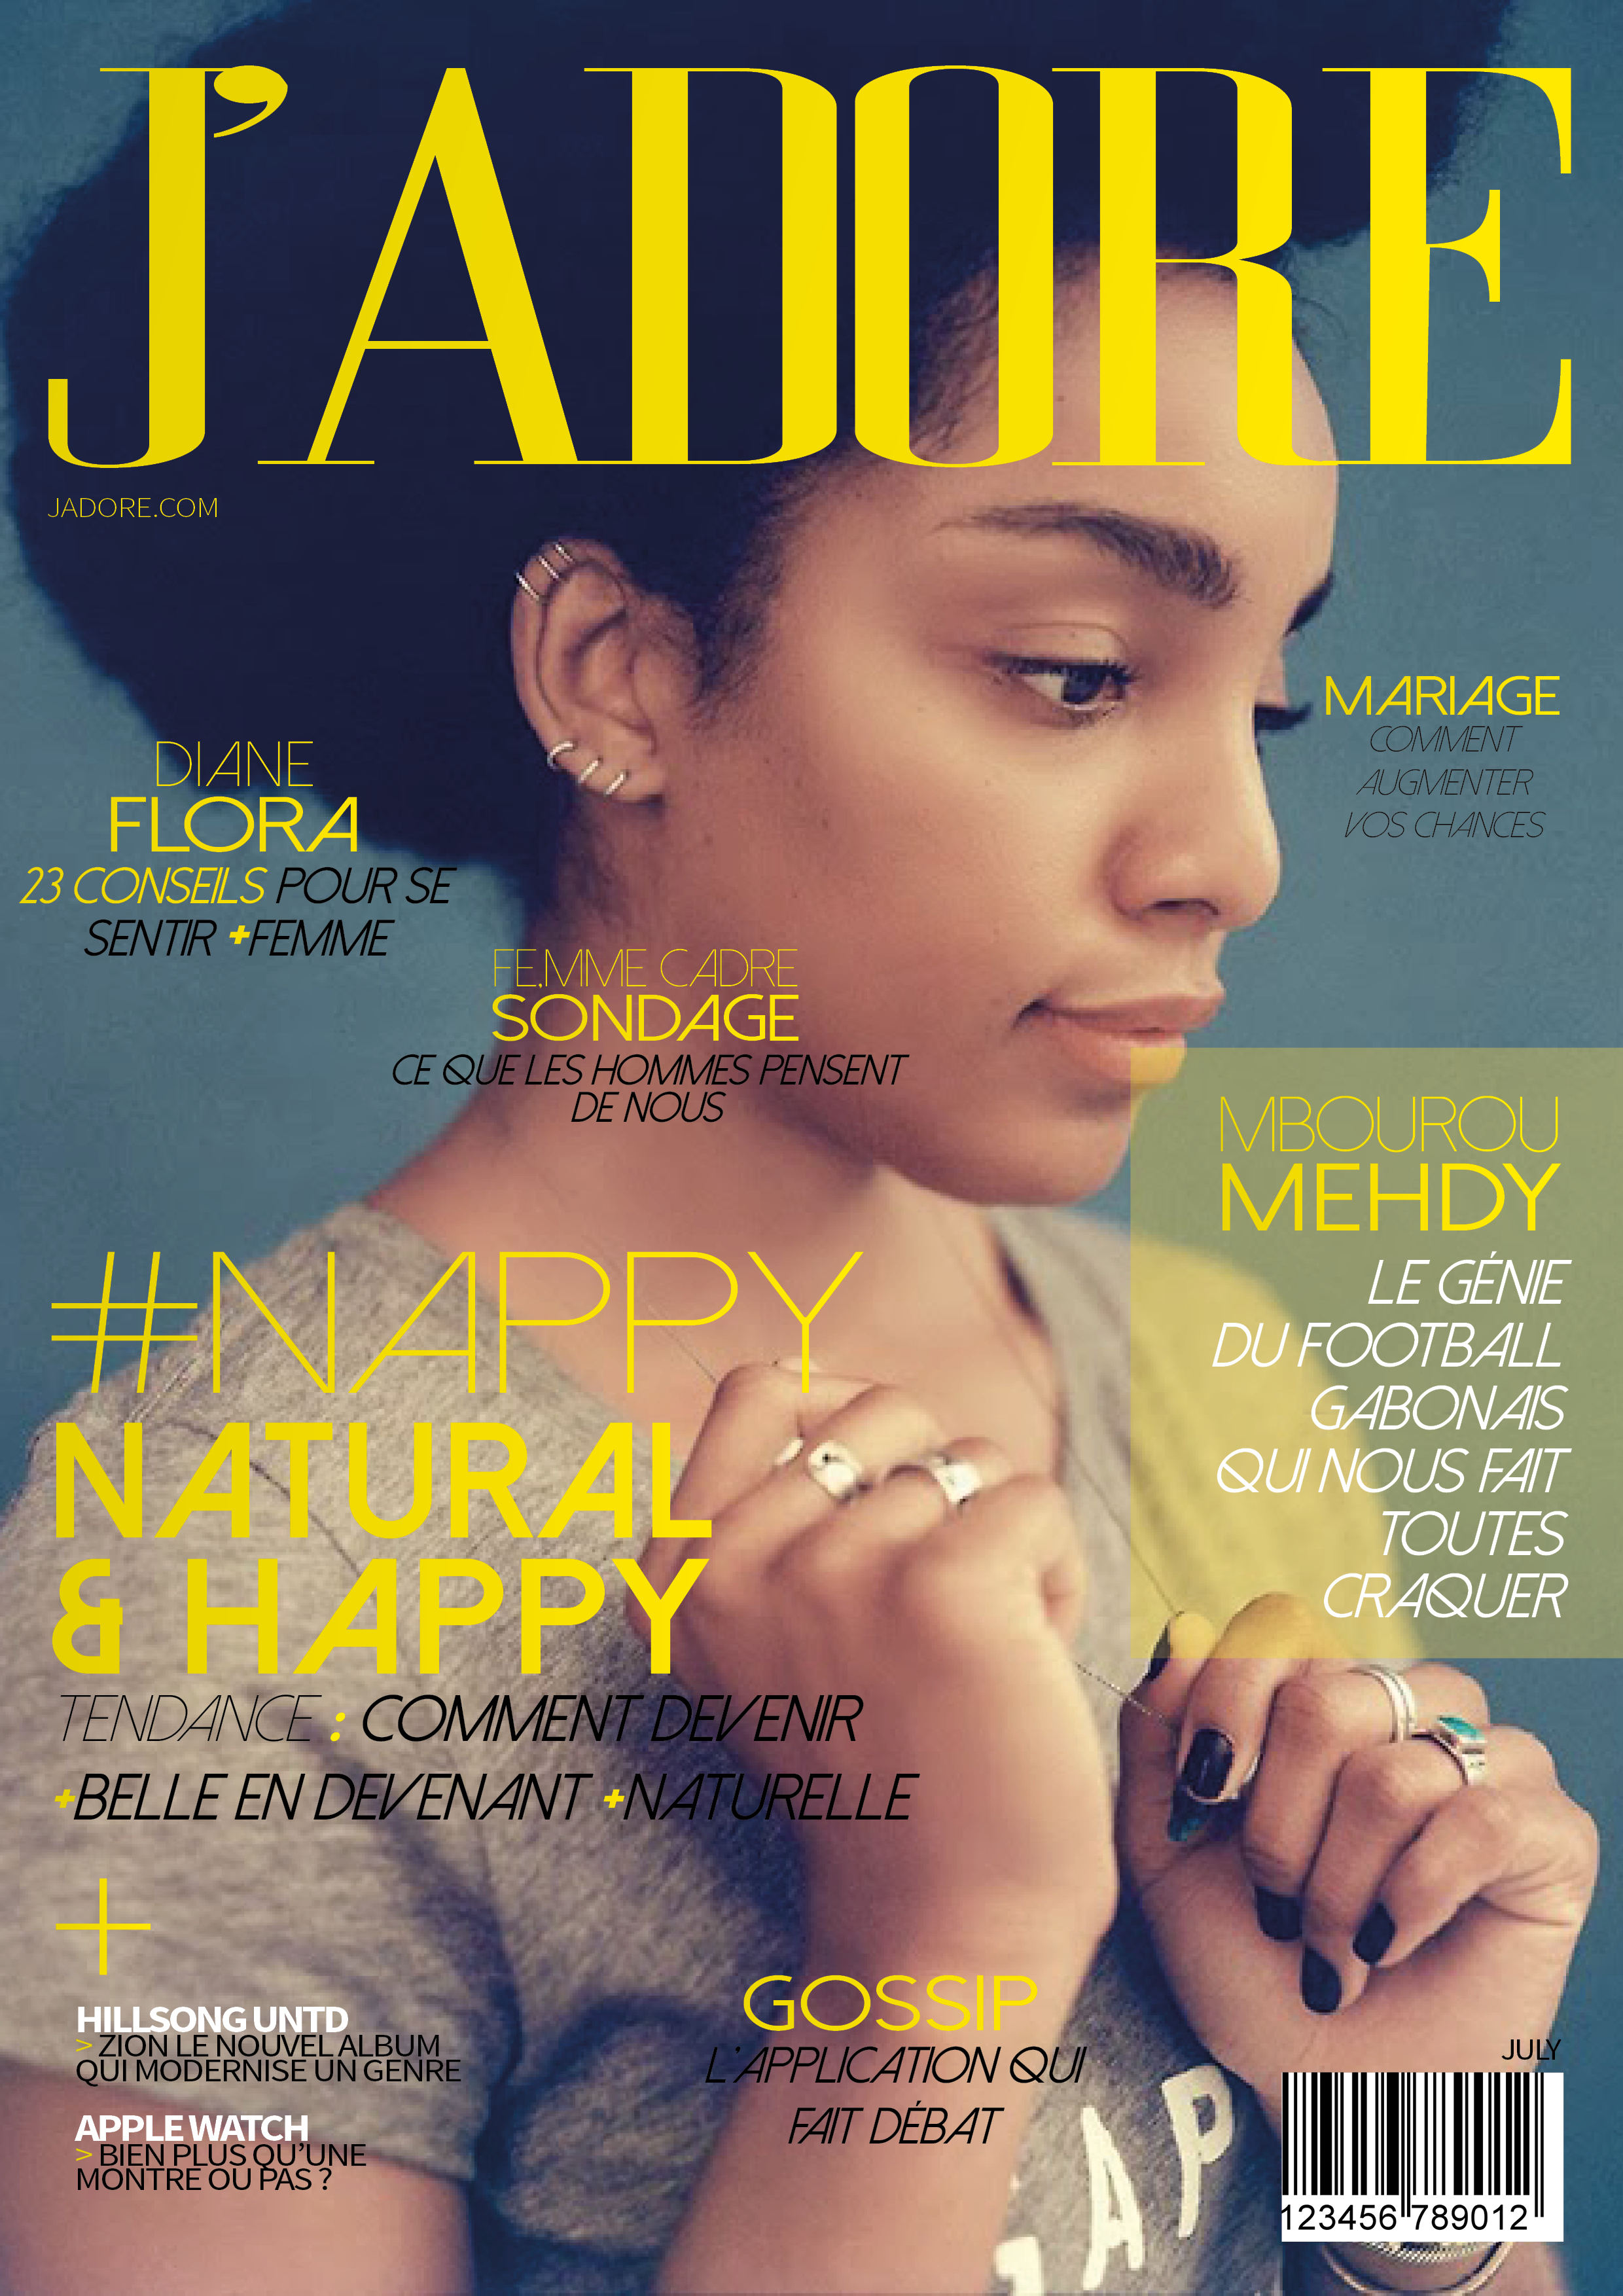 J'ADORE
JADORE.COM
MARIAGE
COMMENT
AUGMENTER
VOS CHANCES
DIANE
FLORA
23 CONSEILS POUR SE
SENTIR +FEMME
FE.MME CADRE
SONDAGE
CE QUE LES HOMMES PENSENT
DE NOUS
MBOUROU
MEHDY
LE GÉNIE
DU FOOTBALL
GABONAIS
QUI NOUS FAIT
TOUTES
CRAQUER
#NAPPY
NATURAL
& HAPPY
TENDANCE : COMMENT DEVENIR
+BELLE EN DEVENANT +NATURELLE
+
HILLSONG UNTD
> ZION LE NOUVEL ALBUM
QUI MODERNISE UN GENRE
APPLE WATCH
> BIEN PLUS QU'UNE
MONTRE OU PAS ?
GOSSIP
L'APPLICATION QUI
FAIT DÉBAT
GAP
JULY
123456 789012